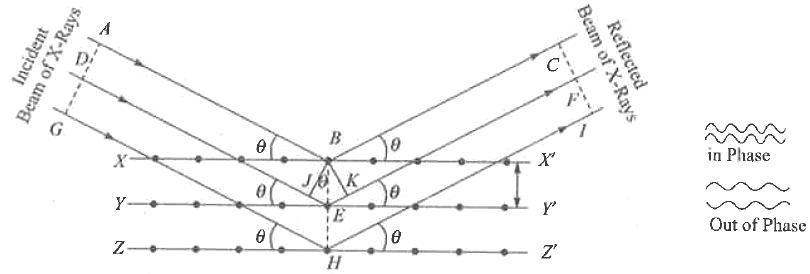 Incident
Beam of X-Rays
A
D
G
Reflected
Beam of X-Rays
C
F
I
θ
B
θ
X
X′
J
θ
K
θ
θ
Y
E
Y′
θ
θ
Z
H
Z′
in Phase
Out of Phase